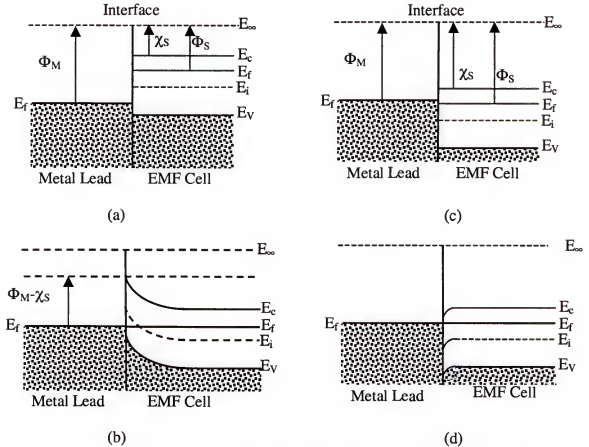 Interface
E∞
χS
ΦS
ΦM
Ec
Ef
Ei
Ef
EV
Metal Lead
EMF Cell
(a)
Interface
E∞
ΦM
χS
ΦS
Ec
Ef
Ef
Ei
EV
Metal Lead
EMF Cell
(c)
E∞
ΦM-χS
Ec
Ef
Ef
Ei
EV
Metal Lead
EMF Cell
(b)
E∞
Ec
Ef
Ef
Ei
EV
Metal Lead
EMF Cell
(d)